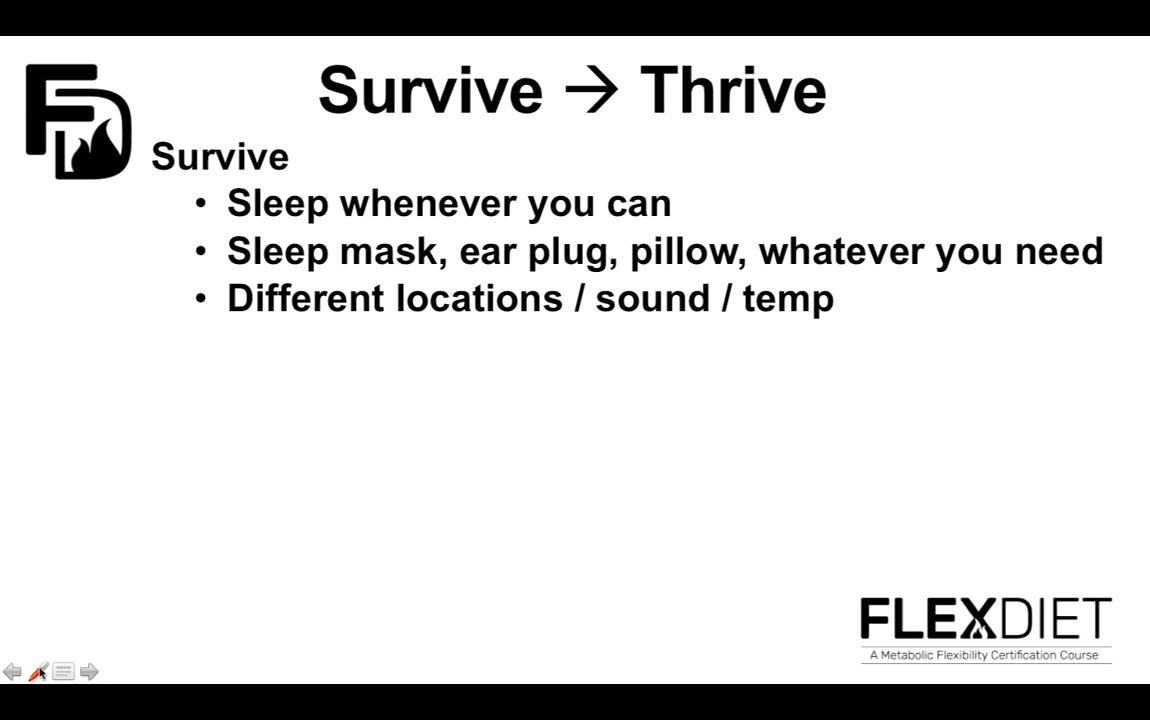 Survive → Thrive
FD
Survive
• Sleep whenever you can
• Sleep mask, ear plug, pillow, whatever you need
• Different locations / sound / temp
FLEXDIET
A Metabolic Flexibility Certification Course